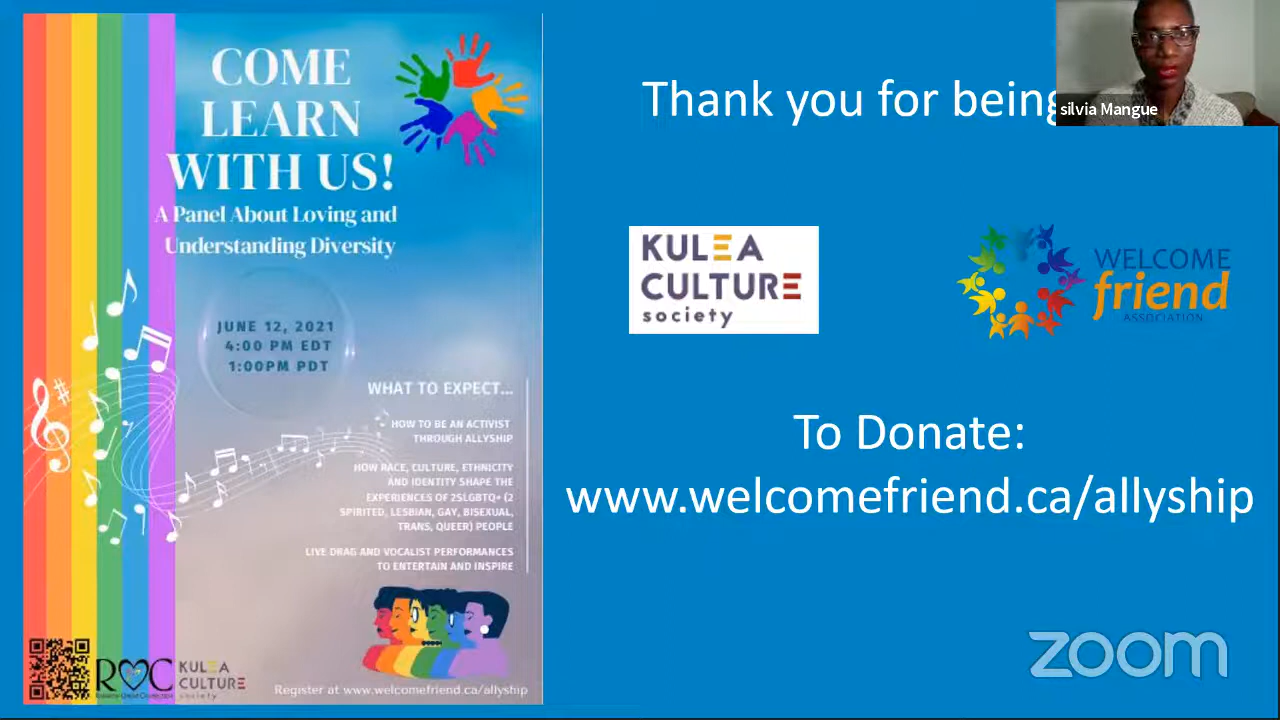 COME
LEARN
WITH US!
A Panel About Loving and
Understanding Diversity
JUNE 12, 2021
4:00 PM EDT
1:00PM PDT
WHAT TO EXPECT...
HOW TO BE AN ACTIVIST
THROUGH ALLYSHIP
HOW RACE, CULTURE, ETHNICITY
AND IDENTITY SHAPE THE
EXPERIENCES OF 2SLGBTQ+ (2
SPIRITED, LESBIAN, GAY, BISEXUAL,
TRANS, QUEER) PEOPLE
LIVE DRAG AND VOCALIST PERFORMANCES
TO ENTERTAIN AND INSPIRE
KULEA
CULTURE
society
Register at www.welcomefriend.ca/allyship
Thank you for being
silvia Mangue
KULEA
CULTURE
society
WELCOME
friend
ASSOCIATION
To Donate:
www.welcomefriend.ca/allyship
zoom